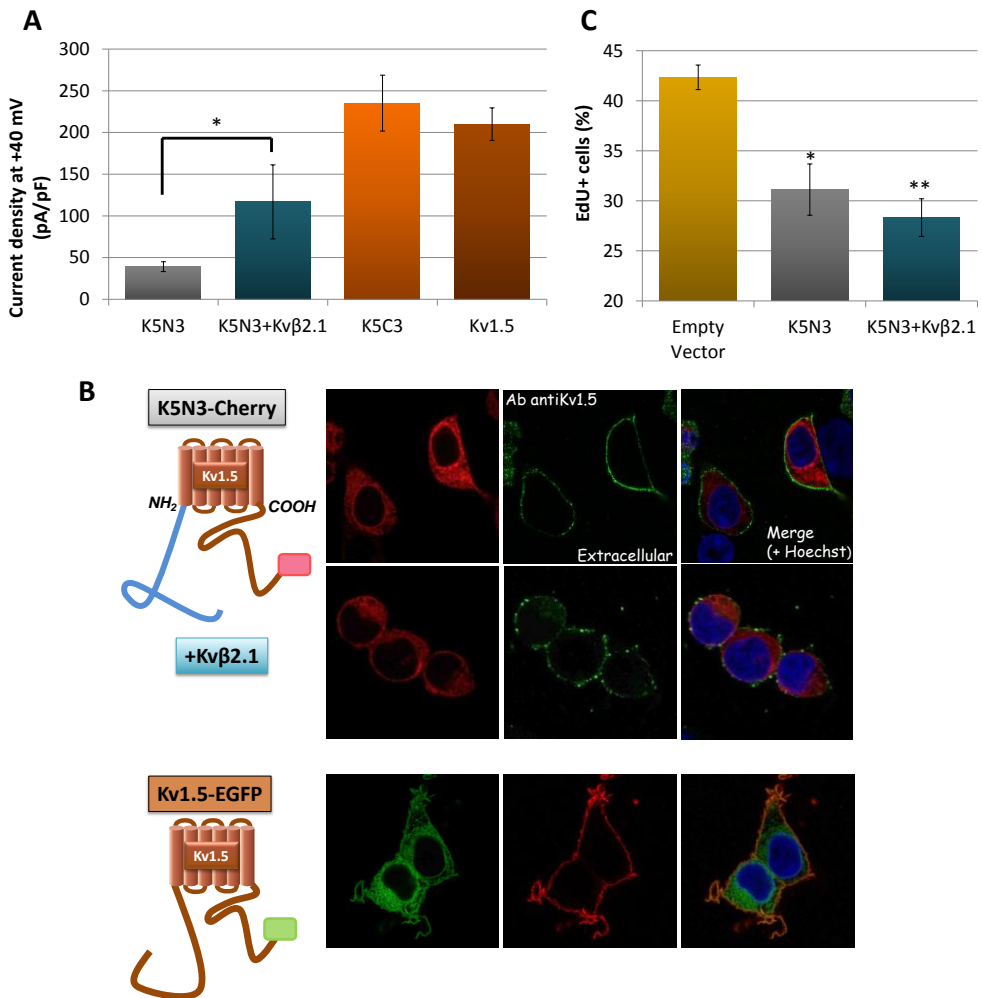 A
Current density at +40 mV
(pA/pF)
300
250
200
150
100
50
0
*
K5N3
K5N3+Kvβ2.1
K5C3
Kv1.5
C
EdU+ cells (%)
45
40
35
30
25
20
*
**
Empty
Vector
K5N3
K5N3+Kvβ2.1
B
K5N3-Cherry
Kv1.5
NH2
COOH
+Kvβ2.1
Ab antiKv1.5
Extracellular
Merge
(+ Hoechst)
Kv1.5-EGFP
Kv1.5